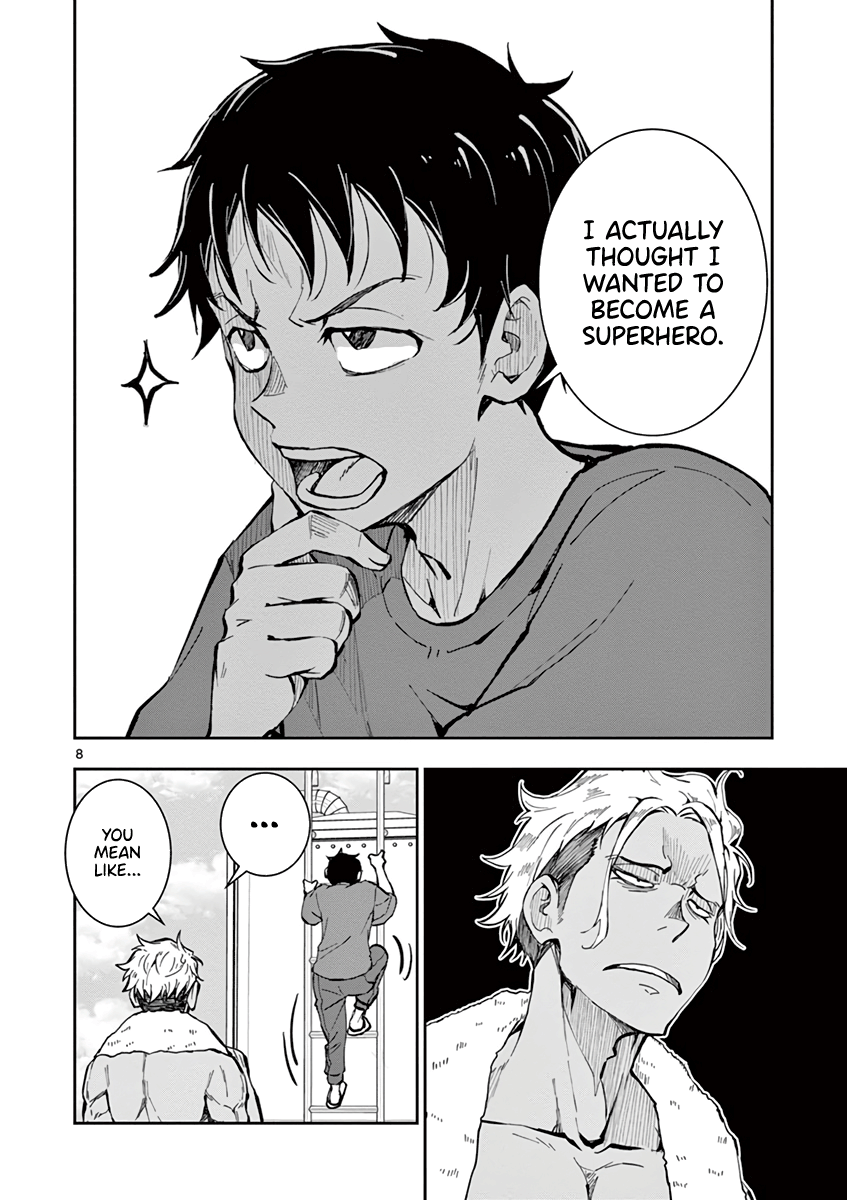 I ACTUALLY
THOUGHT I
WANTED TO
BECOME A
SUPERHERO.
8
...
YOU
MEAN
LIKE...